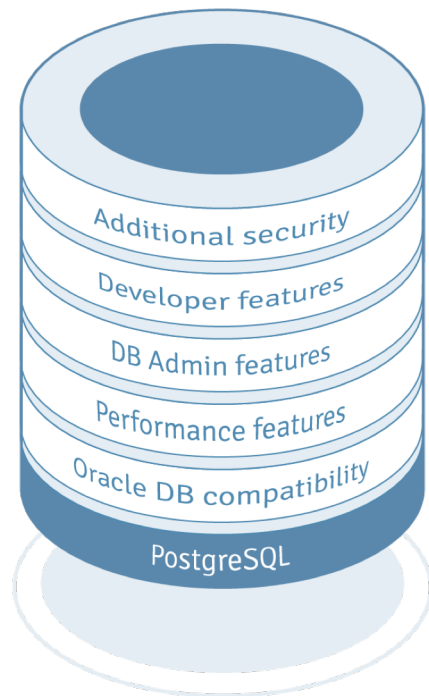 Additional security
Developer features
DB Admin features
Performance features
Oracle DB compatibility
PostgreSQL